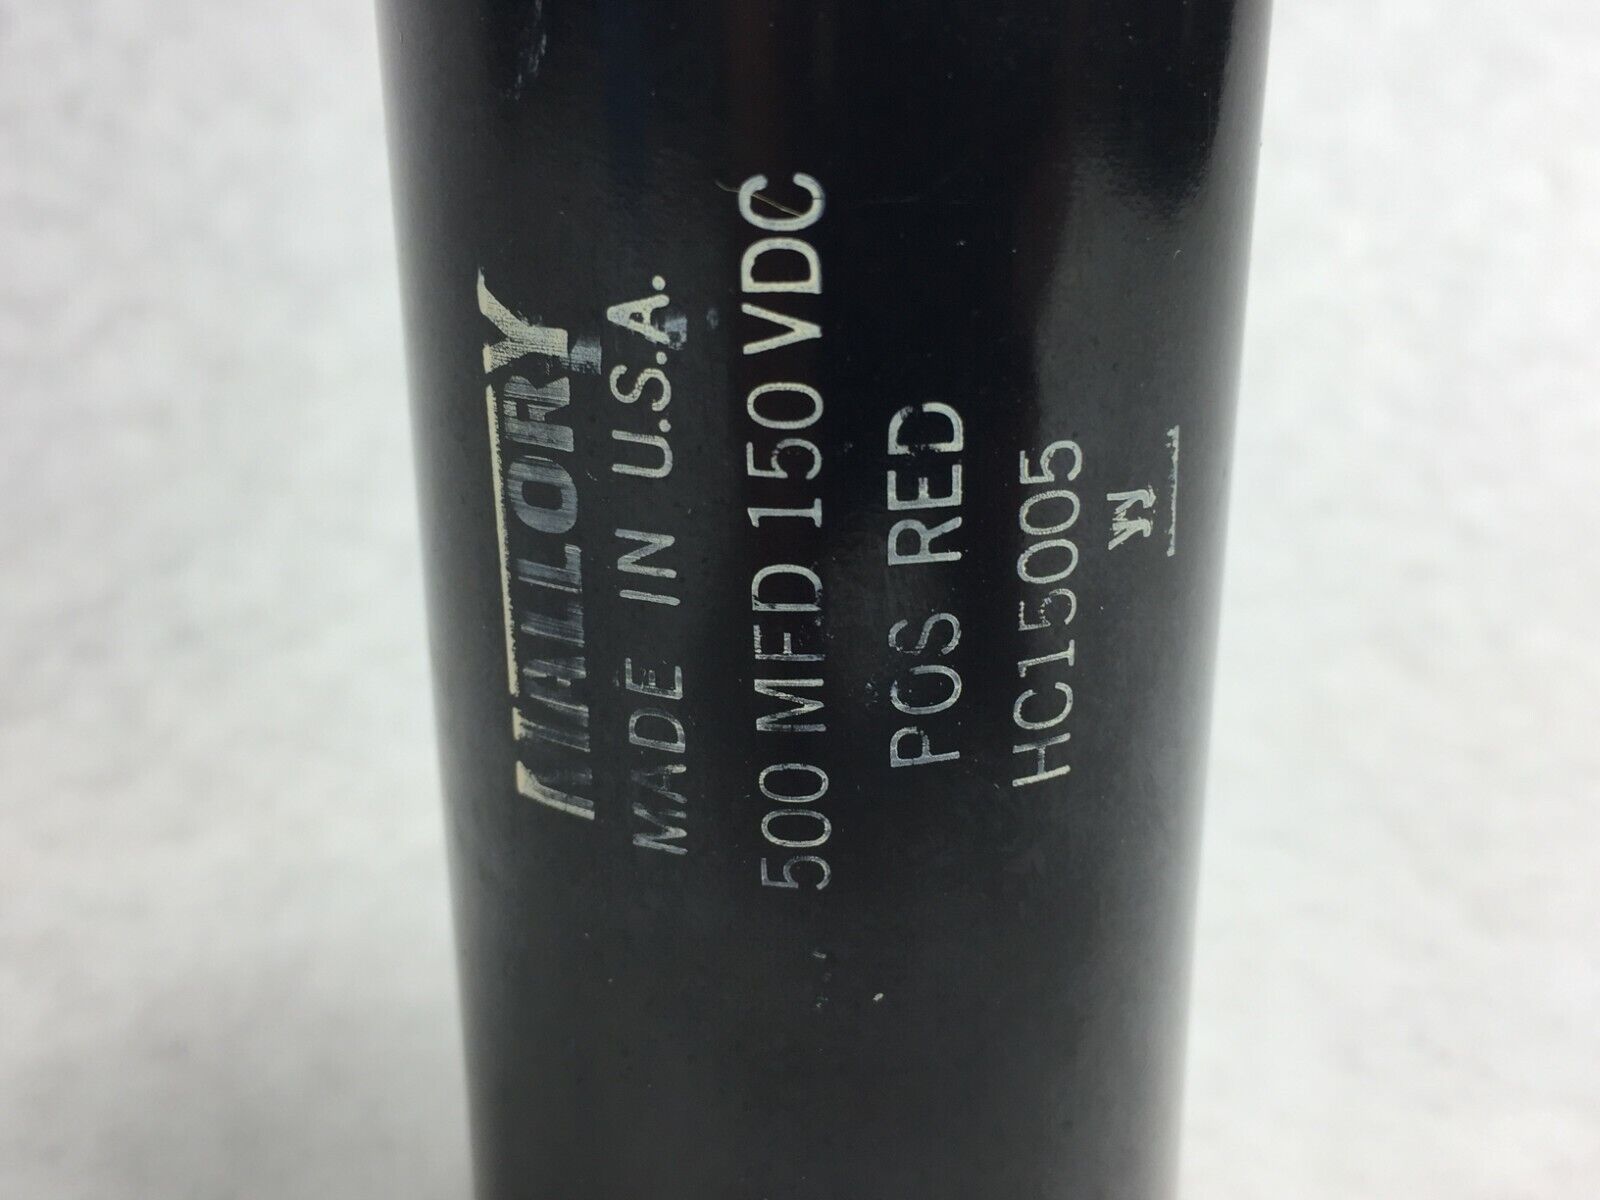 MALLORY
MADE IN U.S.A.
500 MFD 150 VDC
POS RED
HC15005